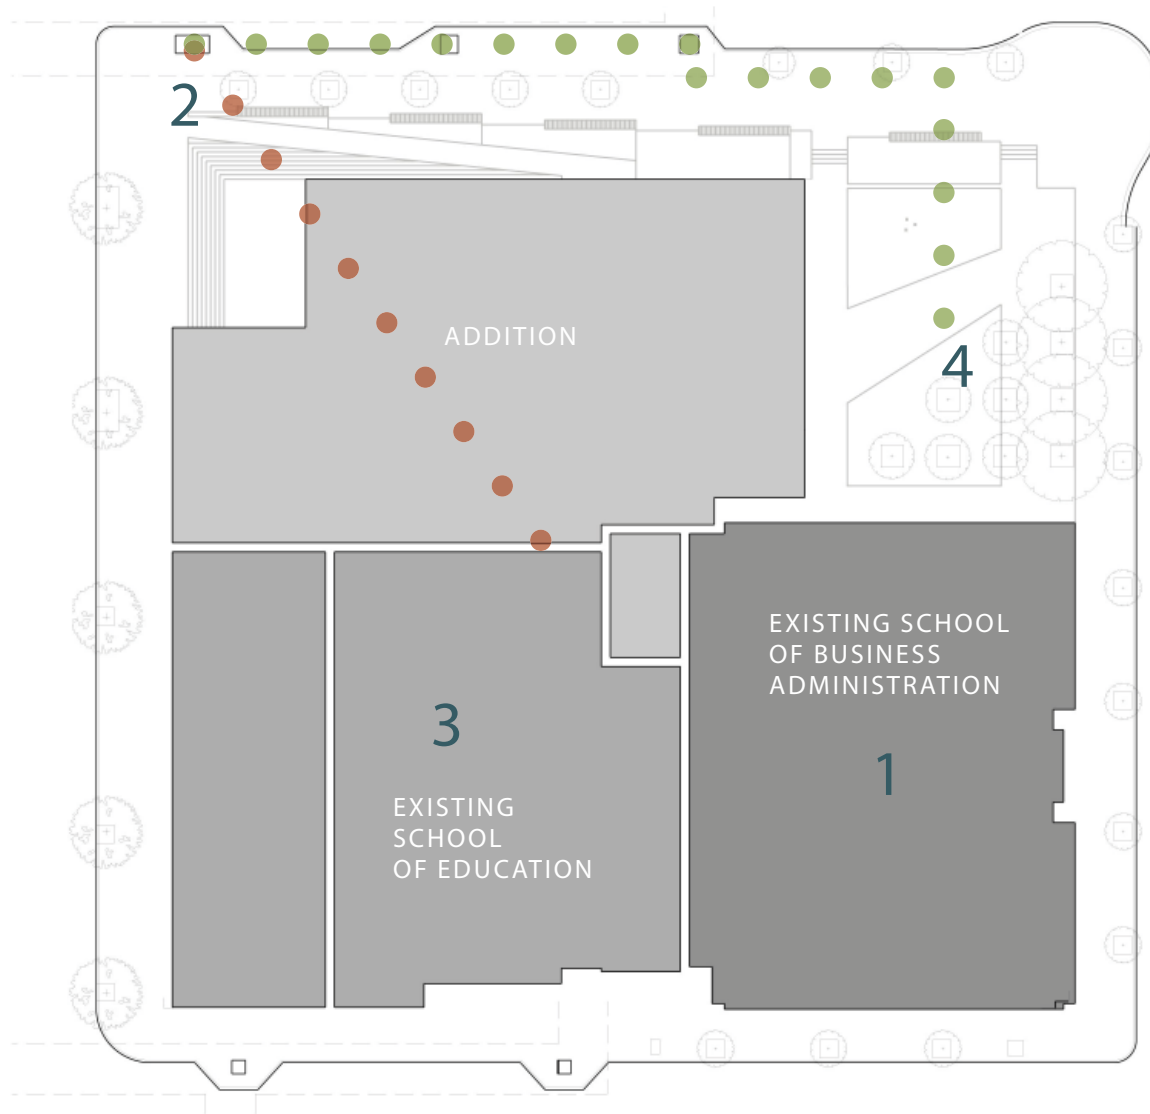 2
ADDITION
4
EXISTING SCHOOL
OF BUSINESS
ADMINISTRATION
3
1
EXISTING
SCHOOL
OF EDUCATION